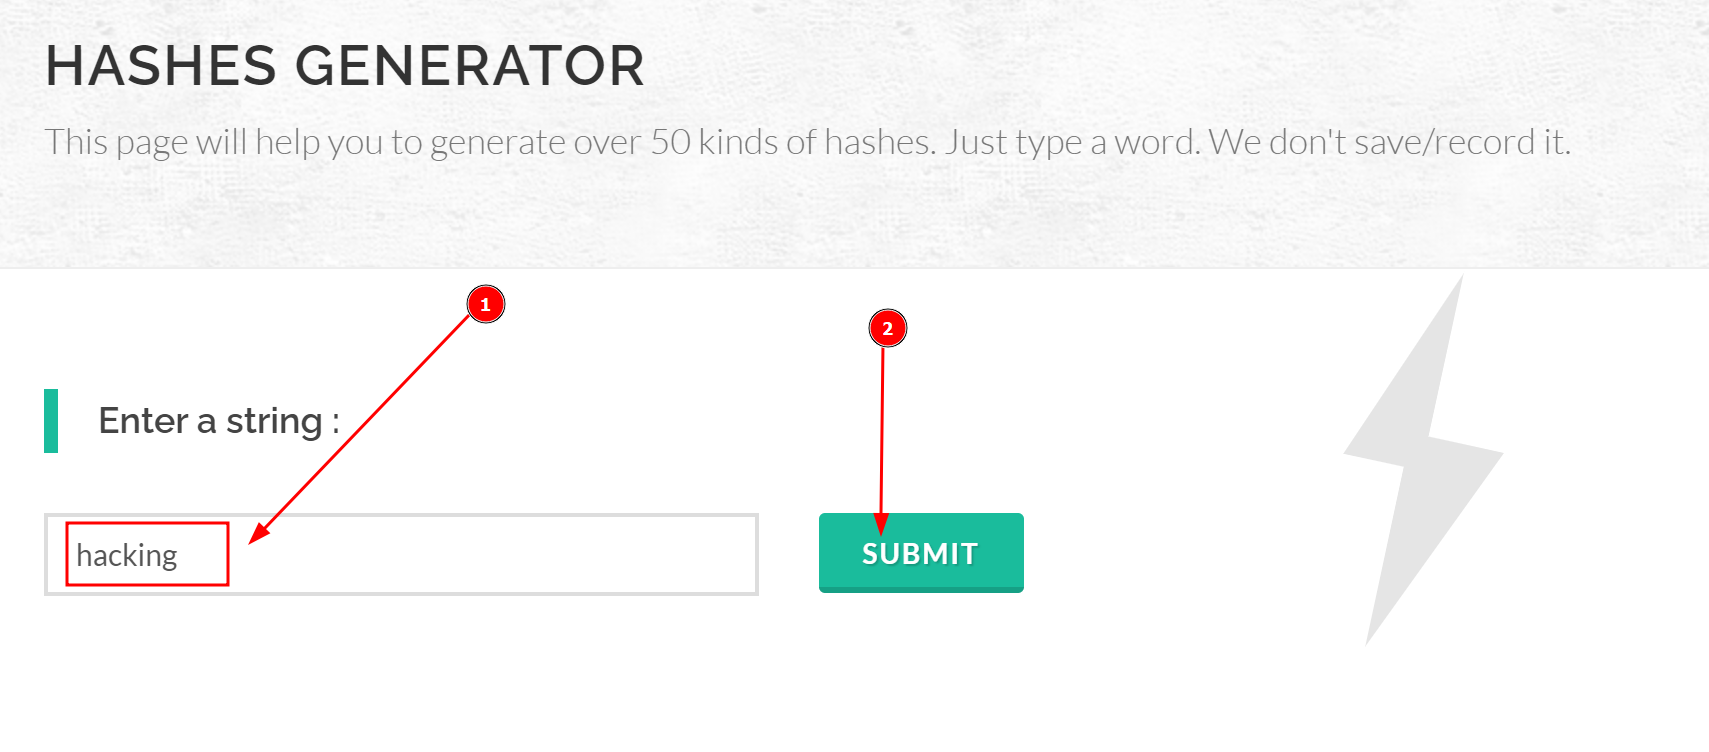 HASHES GENERATOR
This page will help you to generate over 50 kinds of hashes. Just type a word. We don't save/record it.
1
2
Enter a string :
hacking
SUBMIT